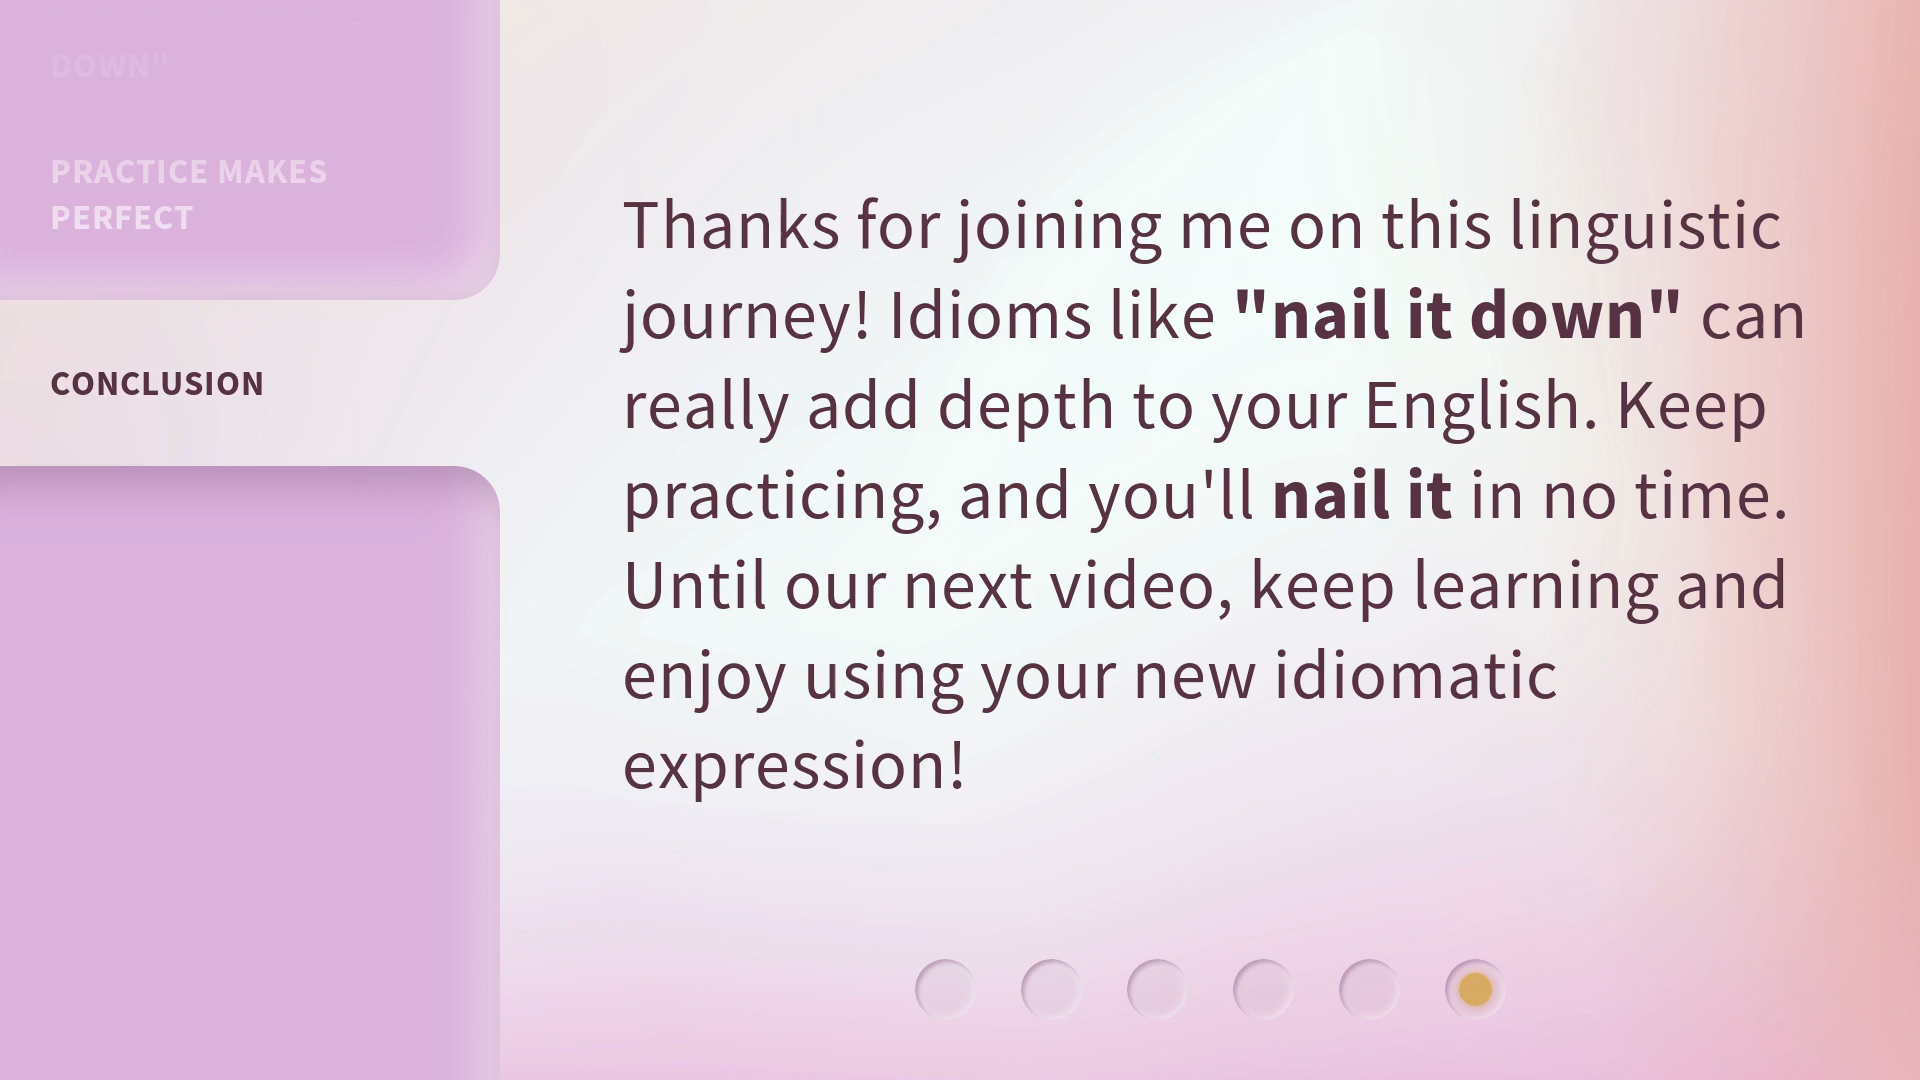 DOWN"
PRACTICE MAKES
PERFECT
CONCLUSION
Thanks for joining me on this linguistic
journey! Idioms like "nail it down" can
really add depth to your English. Keep
practicing, and you'll nail it in no time.
Until our next video, keep learning and
enjoy using your new idiomatic
expression!